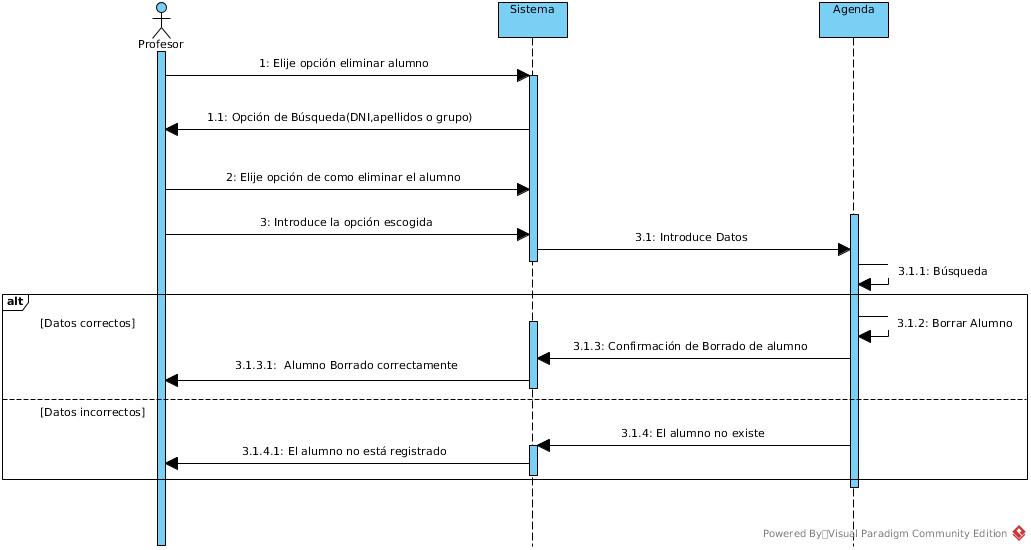 Sistema
Agenda
Profesor
1: Elije opción eliminar alumno
1.1: Opción de Búsqueda(DNI,apellidos o grupo)
2: Elije opción de como eliminar el alumno
3: Introduce la opción escogida
3.1: Introduce Datos
3.1.1: Búsqueda
alt
[Datos correctos]
3.1.2: Borrar Alumno
3.1.3: Confirmación de Borrado de alumno
3.1.3.1:  Alumno Borrado correctamente
[Datos incorrectos]
3.1.4: El alumno no existe
3.1.4.1: El alumno no está registrado
Powered By Visual Paradigm Community Edition